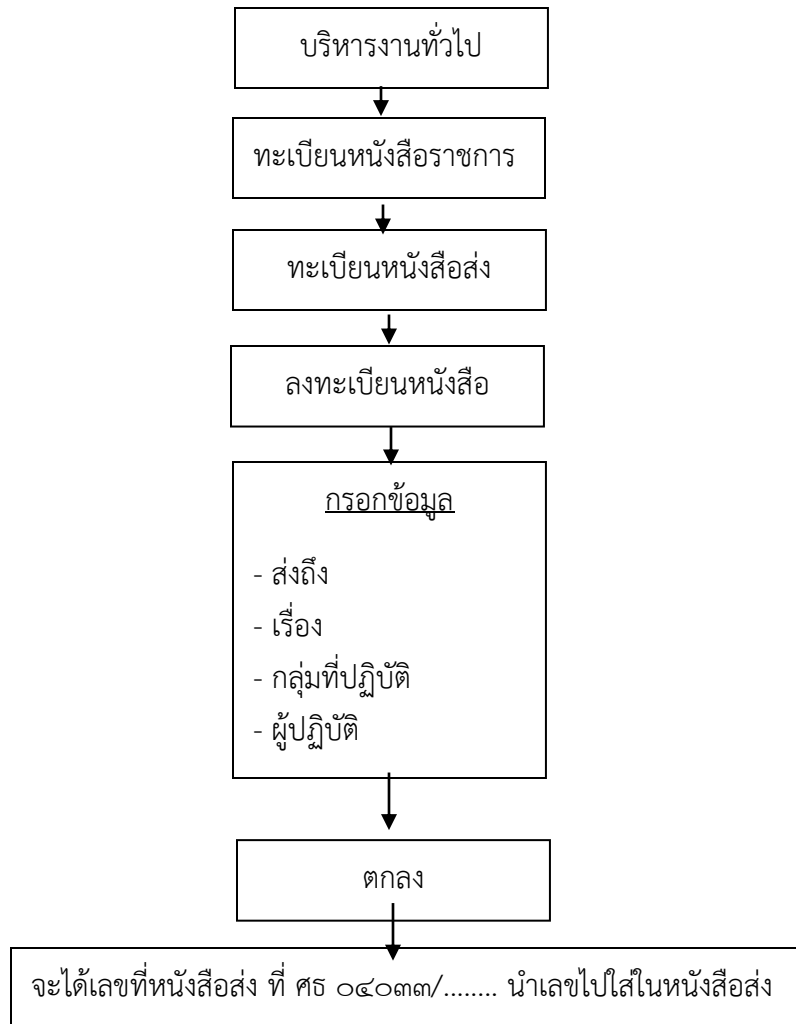 บริหารงานทั่วไป
ทะเบียนหนังสือราชการ
ทะเบียนหนังสือส่ง
ลงทะเบียนหนังสือ
กรอกข้อมูล
- ส่งถึง
- เรื่อง
- กลุ่มที่ปฏิบัติ
- ผู้ปฏิบัติ
ตกลง
จะได้เลขที่หนังสือส่ง ที่ ศธ ๐๔๐๓๓/........ นำเลขไปใส่ในหนังสือส่ง